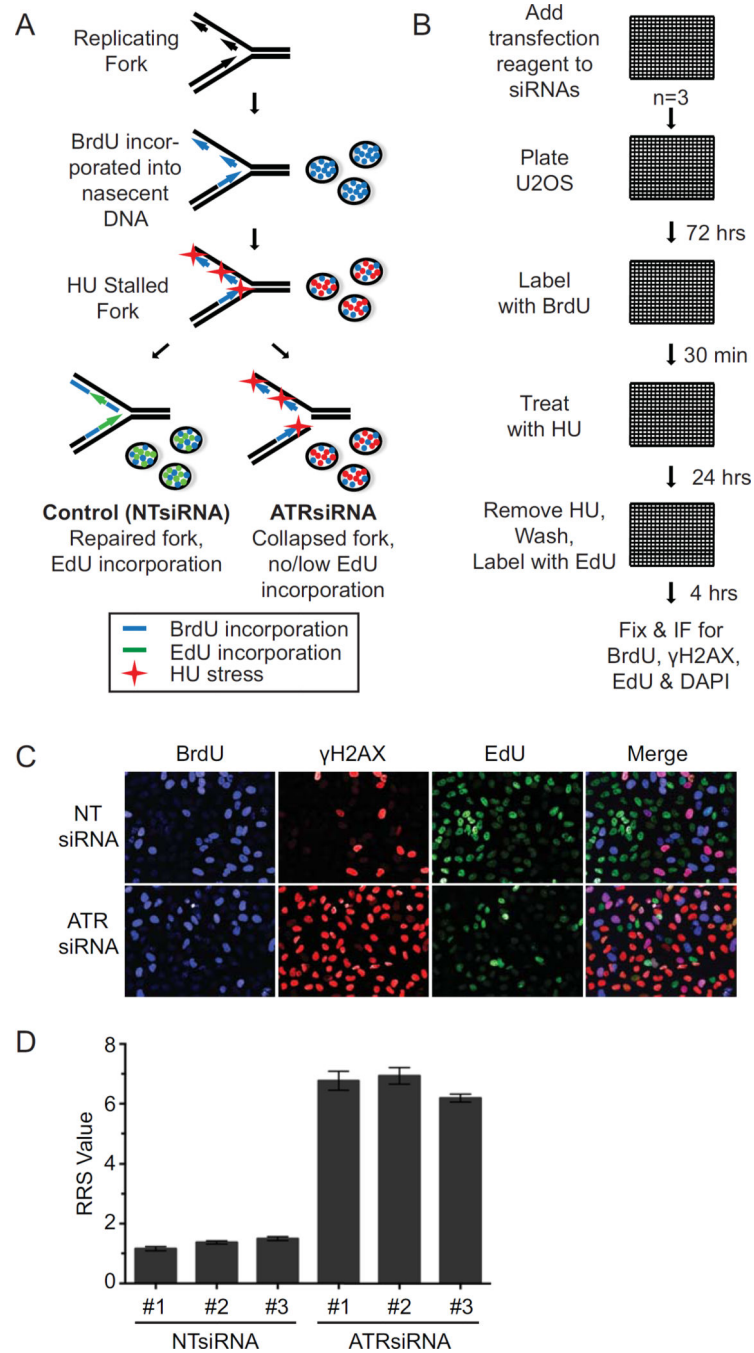 A
Replicating
Fork
BrdU incor-
porated into
nasecent
DNA
HU Stalled
Fork
Control (NTsiRNA)
Repaired fork,
EdU incorporation
ATRsiRNA
Collapsed fork,
no/low EdU
incorporation
BrdU incorporation
EdU incorporation
HU stress
B
Add
transfection
reagent to
siRNAs
n=3
Plate
U2OS
72 hrs
Label
with BrdU
30 min
Treat
with HU
24 hrs
Remove HU,
Wash,
Label with EdU
4 hrs
Fix & IF for
BrdU, γH2AX,
EdU & DAPI
C
BrdU γH2AX EdU Merge
NT
siRNA
ATR
siRNA
D
RRS Value
8
6
4
2
0
#1 #2 #3 #1 #2 #3
NTsiRNA ATRsiRNA